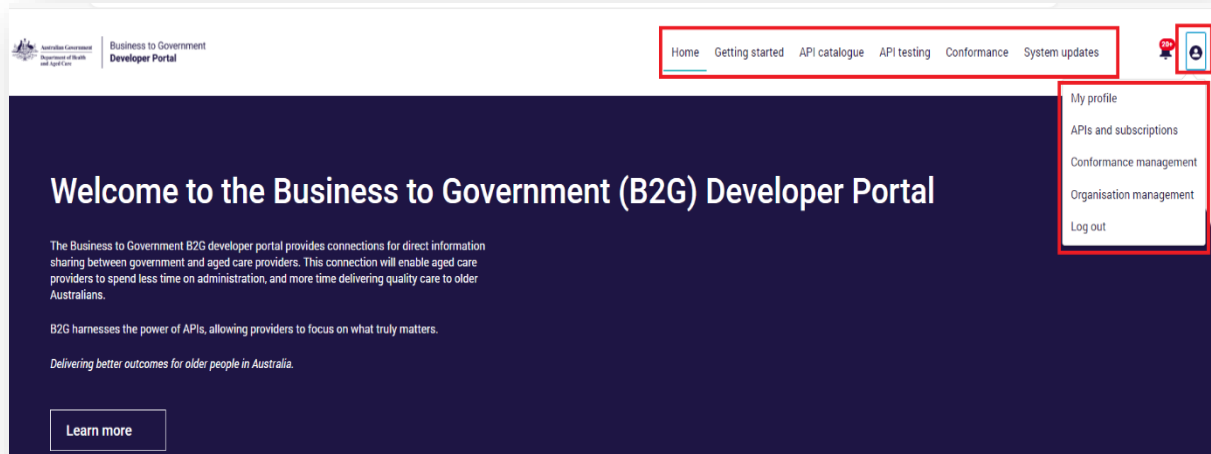 Australian Government
Department of Health
and Aged Care
Business to Government
Developer Portal
Home Getting started API catalogue API testing Conformance System updates
20+
My profile
APIs and subscriptions
Conformance management
Organisation management
Log out
Welcome to the Business to Government (B2G) Developer Portal
The Business to Government B2G developer portal provides connections for direct information
sharing between government and aged care providers. This connection will enable aged care
providers to spend less time on administration, and more time delivering quality care to older
Australians.
B2G harnesses the power of APIs, allowing providers to focus on what truly matters.
Delivering better outcomes for older people in Australia.
Learn more